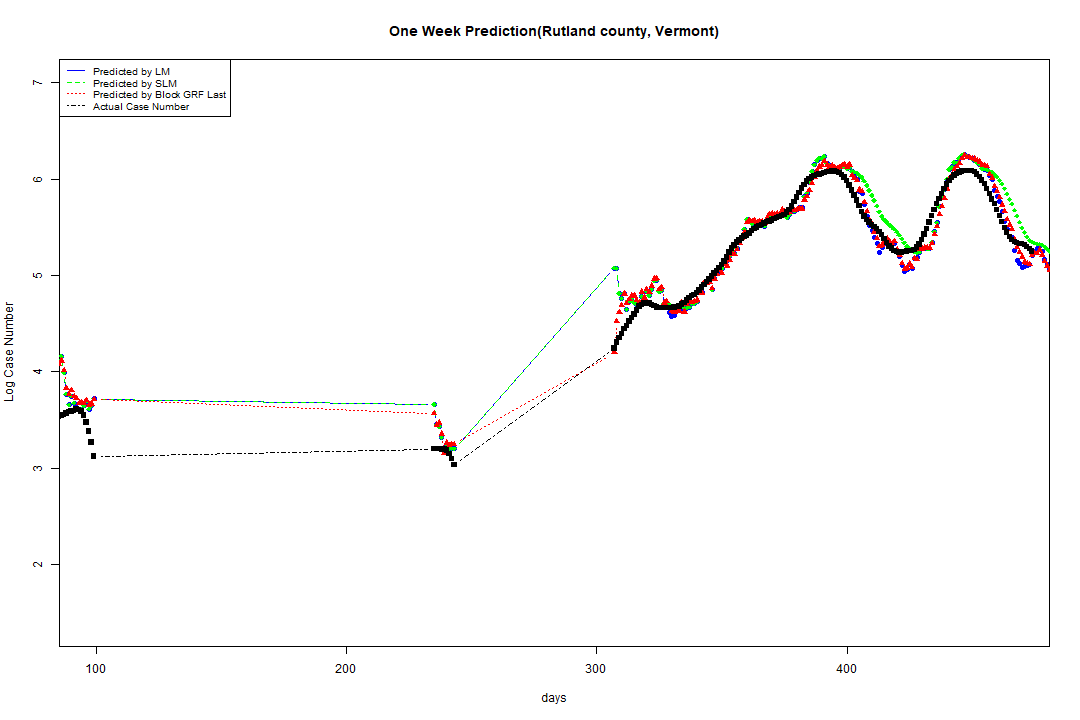 One Week Prediction(Rutland county, Vermont)
Predicted by LM
Predicted by SLM
Predicted by Block GRF Last
Actual Case Number
7
6
5
4
3
2
Log Case Number
100 200 300 400
days